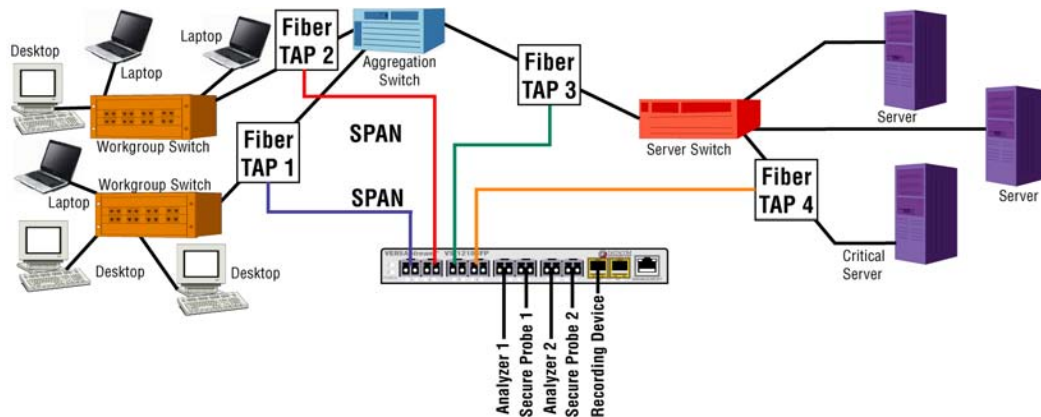 Desktop
Laptop
Laptop
Fiber
TAP 2
Aggregation
Switch
Workgroup Switch
Fiber
TAP 3
Server
Server Switch
Server
Fiber
TAP 1
SPAN
Workgroup Switch
Laptop
SPAN
Desktop
Desktop
Fiber
TAP 4
Critical
Server
Analyzer 1
Secure Probe 1
Analyzer 2
Secure Probe 2
Recording Device